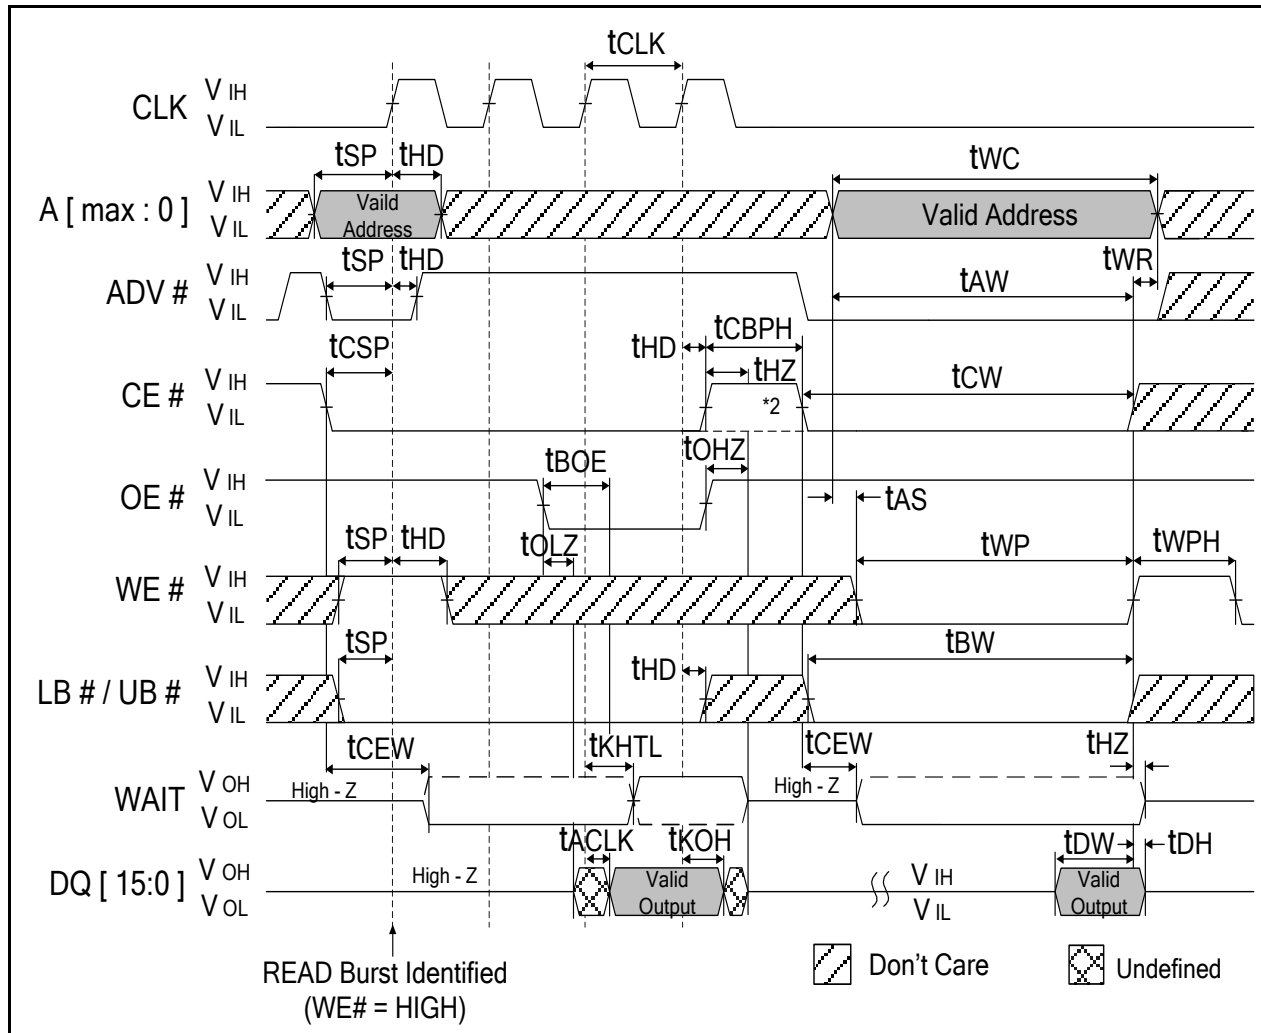 tCLK
CLK
V IH
V IL
tSP tHD
tWC
A [ max : 0 ]
V IH
V IL
Vaild
Address
Valid Address
tSP tHD
tWR
ADV #
V IH
V IL
tAW
tCSP
tHD
tCBPH
CE #
V IH
V IL
tHZ
*2
tCW
tBOE
tOHZ
OE #
V IH
V IL
tAS
tSP tHD
tOLZ
tWP
tWPH
WE #
V IH
V IL
tSP
tHD
tBW
LB # / UB #
V IH
V IL
tCEW
tKHTL
tCEW
tHZ
WAIT
V OH
V OL
High - Z
High - Z
tACLK
tKOH
tDW
tDH
DQ [ 15:0 ]
V OH
V OL
High - Z
Valid
Output
V IH
V IL
Valid
Output
READ Burst Identified
(WE# = HIGH)
Don't Care
Undefined